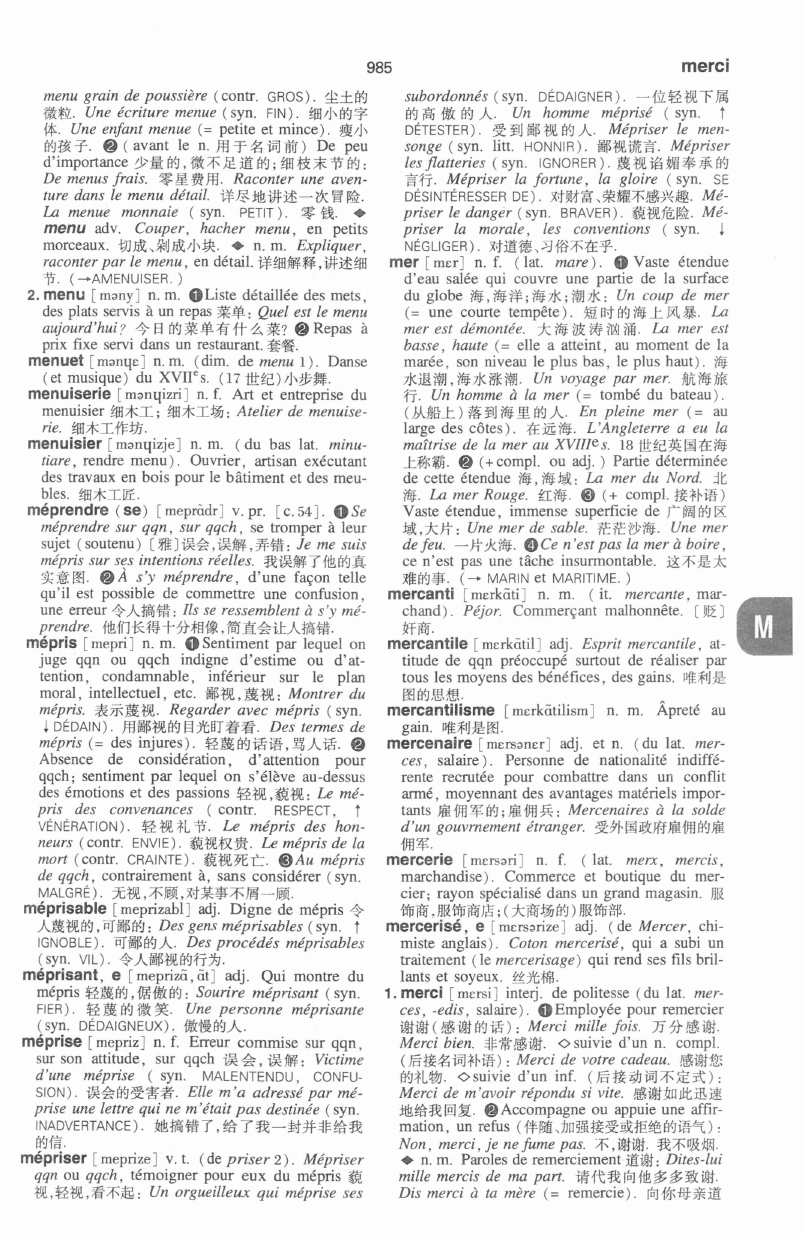 985
merci
menu grain de poussière (contr. GROS). 尘土的
微粒. Une écriture menue (syn. FIN). 细小的字
体. Une enfant menue (= petite et mince). 瘦小
的孩子. ❷ (avant le n. 用于名词前) De peu
d'importance 少量的,微不足道的;细枝末节的:
De menus frais. 零星费用. Raconter une aven-
ture dans le menu détail. 详尽地讲述一次冒险.
La menue monnaie (syn. PETIT). 零钱. ◆
menu adv. Couper, hacher menu, en petits
morceaux. 切成、剁成小块. ◆ n. m. Expliquer,
raconter par le menu, en détail. 详细解释,讲述细
节. (→AMENUISER.)
2. menu [məny] n. m. ❶Liste détaillée des mets,
des plats servis à un repas 菜单: Quel est le menu
aujourd'hui? 今日的菜单有什么菜? ❷Repas à
prix fixe servi dans un restaurant. 套餐.
menuet [mənɥɛ] n. m. (dim. de menu 1). Danse
(et musique) du XVIIᵉ s. (17 世纪)小步舞.
menuiserie [mənɥizri] n. f. Art et entreprise du
menuisier 细木工; 细木工场: Atelier de menuise-
rie. 细木工作坊.
menuisier [mənɥizje] n. m. (du bas lat. minu-
tiare, rendre menu). Ouvrier, artisan exécutant
des travaux en bois pour le bâtiment et des meu-
bles. 细木工匠.
méprendre (se) [meprɑ̃dr] v. pr. [c. 54]. ❶Se
méprendre sur qqn, sur qqch, se tromper à leur
sujet (soutenu) [雅]误会,误解,弄错: Je me suis
mépris sur ses intentions réelles. 我误解了他的真
实意图. ❷À s'y méprendre, d'une façon telle
qu'il est possible de commettre une confusion,
une erreur 令人搞错: Ils se ressemblent à s'y mé-
prendre. 他们长得十分相像,简直会让人搞错.
mépris [mepri] n. m. ❶Sentiment par lequel on
juge qqn ou qqch indigne d'estime ou d'at-
tention, condamnable, inférieur sur le plan
moral, intellectuel, etc. 鄙视,蔑视: Montrer du
mépris. 表示蔑视. Regarder avec mépris (syn.
↓DÉDAIN). 用鄙视的目光盯着看. Des termes de
mépris (= des injures). 轻蔑的话语,骂人话. ❷
Absence de considération, d'attention pour
qqch; sentiment par lequel on s'élève au-dessus
des émotions et des passions 轻视,藐视: Le mé-
pris des convenances (contr. RESPECT, ↑
VÉNÉRATION). 轻视礼节. Le mépris des hon-
neurs (contr. ENVIE). 藐视权贵. Le mépris de la
mort (contr. CRAINTE). 藐视死亡. ❸Au mépris
de qqch, contrairement à, sans considérer (syn.
MALGRÉ). 无视,不顾,对某事不屑一顾.
méprisable [meprizabl] adj. Digne de mépris 令
人蔑视的,可鄙的: Des gens méprisables (syn. ↑
IGNOBLE). 可鄙的人. Des procédés méprisables
(syn. VIL). 令人鄙视的行为.
méprisant, e [meprizɑ̃, ɑ̃t] adj. Qui montre du
mépris 轻蔑的,倨傲的: Sourire méprisant (syn.
FIER). 轻蔑的微笑. Une personne méprisante
(syn. DÉDAIGNEUX). 傲慢的人.
méprise [mepriz] n. f. Erreur commise sur qqn,
sur son attitude, sur qqch 误会,误解: Victime
d'une méprise (syn. MALENTENDU, CONFU-
SION). 误会的受害者. Elle m'a adressé par mé-
prise une lettre qui ne m'était pas destinée (syn.
INADVERTANCE). 她搞错了,给了我一封并非给我
的信.
mépriser [meprize] v. t. (de priser 2). Mépriser
qqn ou qqch, témoigner pour eux du mépris 藐
视,轻视,看不起: Un orgueilleux qui méprise ses
subordonnés (syn. DÉDAIGNER). 一位轻视下属
的高傲的人. Un homme méprisé (syn. ↑
DÉTESTER). 受到鄙视的人. Mépriser le men-
songe (syn. litt. HONNIR). 鄙视谎言. Mépriser
les flatteries (syn. IGNORER). 蔑视谄媚奉承的
言行. Mépriser la fortune, la gloire (syn. SE
DÉSINTÉRESSER DE). 对财富、荣耀不感兴趣. Mé-
priser le danger (syn. BRAVER). 藐视危险. Mé-
priser la morale, les conventions (syn. ↓
NÉGLIGER). 对道德、习俗不在乎.
mer [mɛr] n. f. (lat. mare). ❶ Vaste étendue
d'eau salée qui couvre une partie de la surface
du globe 海,海洋;海水;潮水: Un coup de mer
(= une courte tempête). 短时的海上风暴. La
mer est démontée. 大海波涛汹涌. La mer est
basse, haute (= elle a atteint, au moment de la
marée, son niveau le plus bas, le plus haut). 海
水退潮,海水涨潮. Un voyage par mer. 航海旅
行. Un homme à la mer (= tombé du bateau).
(从船上)落到海里的人. En pleine mer (= au
large des côtes). 在远海. L'Angleterre a eu la
maîtrise de la mer au XVIIIᵉ s. 18 世纪英国在海
上称霸. ❷ (+compl. ou adj.) Partie déterminée
de cette étendue 海,海域: La mer du Nord. 北
海. La mer Rouge. 红海. ❸ (+ compl. 接补语)
Vaste étendue, immense superficie de 广阔的区
域,大片: Une mer de sable. 茫茫沙海. Une mer
de feu. 一片火海. ❹Ce n'est pas la mer à boire,
ce n'est pas une tâche insurmontable. 这不是太
难的事. (→ MARIN et MARITIME.)
mercanti [mɛrkɑ̃ti] n. m. (it. mercante, mar-
chand). Péjor. Commerçant malhonnête. [贬]
奸商.
mercantile [mɛrkɑ̃til] adj. Esprit mercantile, at-
titude de qqn préoccupé surtout de réaliser par
tous les moyens des bénéfices, des gains. 唯利是
图的思想.
mercantilisme [mɛrkɑ̃tilism] n. m. Âpreté au
gain. 唯利是图.
mercenaire [mɛrsənɛr] adj. et n. (du lat. mer-
ces, salaire). Personne de nationalité indiffé-
rente recrutée pour combattre dans un conflit
armé, moyennant des avantages matériels impor-
tants 雇佣军的;雇佣兵: Mercenaires à la solde
d'un gouvrnement étranger. 受外国政府雇佣的雇
佣军.
mercerie [mɛrsəri] n. f. (lat. merx, mercis,
marchandise). Commerce et boutique du mer-
cier; rayon spécialisé dans un grand magasin. 服
饰商,服饰商店;(大商场的)服饰部.
mercerisé, e [mɛrsərize] adj. (de Mercer, chi-
miste anglais). Coton mercerisé, qui a subi un
traitement (le mercerisage) qui rend ses fils bril-
lants et soyeux. 丝光棉.
1. merci [mɛrsi] interj. de politesse (du lat. mer-
ces, -edis, salaire). ❶Employée pour remercier
谢谢(感谢的话): Merci mille fois. 万分感谢.
Merci bien. 非常感谢. ◇suivie d'un n. compl.
(后接名词补语): Merci de votre cadeau. 感谢您
的礼物. ◇suivie d'un inf. (后接动词不定式):
Merci de m'avoir répondu si vite. 感谢如此迅速
地给我回复. ❷Accompagne ou appuie une affir-
mation, un refus (伴随、加强接受或拒绝的语气):
Non, merci, je ne fume pas. 不,谢谢. 我不吸烟.
◆ n. m. Paroles de remerciement 道谢: Dites-lui
mille mercis de ma part. 请代我向他多多致谢.
Dis merci à ta mère (= remercie). 向你母亲道
M